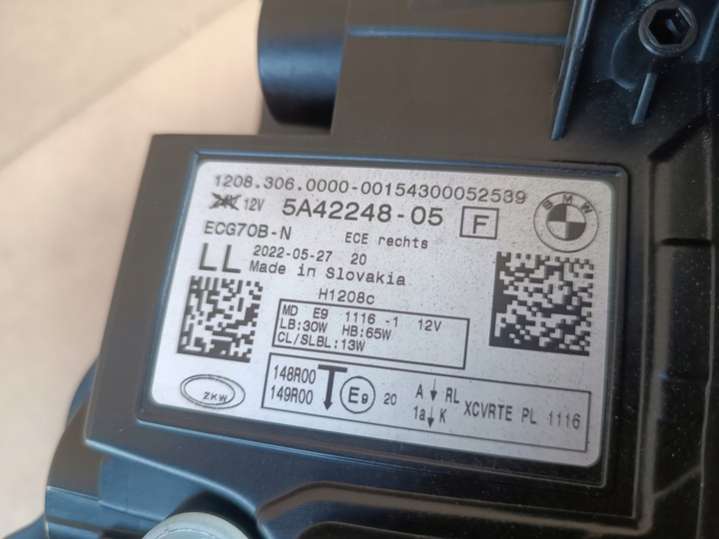 1208.306.0000-00154300052539
12V 5A42248-05 F
BMW
ECG70B-N ECE rechts
LL 2022-05-27 20
Made in Slovakia
H1208c
MD E9 1116 -1 12V
LB:30W HB:65W
CL/SLBL:13W
ZKW
148R00
149R00
E9 20
A ↓ RL
1a ↓ K
XCVRTE PL 1116